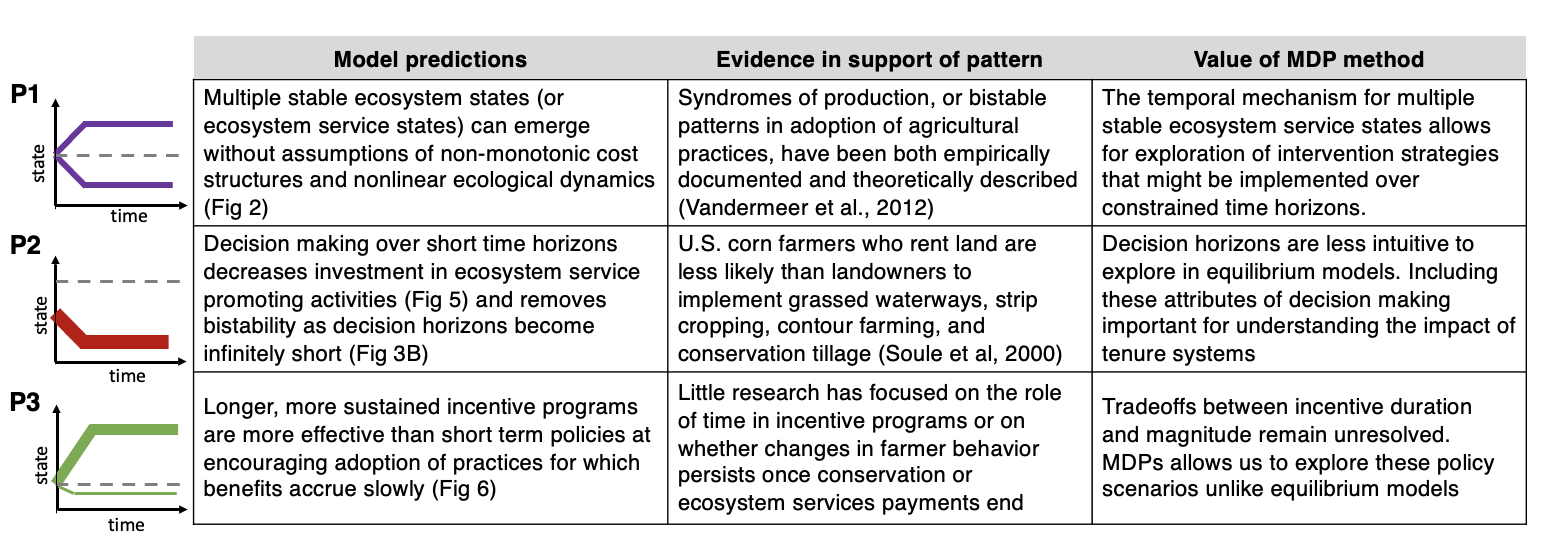 Model predictions
Evidence in support of pattern
Value of MDP method
P1
state
time
Multiple stable ecosystem states (or
ecosystem service states) can emerge
without assumptions of non-monotonic cost
structures and nonlinear ecological dynamics
(Fig 2)
Syndromes of production, or bistable
patterns in adoption of agricultural
practices, have been both empirically
documented and theoretically described
(Vandermeer et al., 2012)
The temporal mechanism for multiple
stable ecosystem service states allows
for exploration of intervention strategies
that might be implemented over
constrained time horizons.
P2
state
time
Decision making over short time horizons
decreases investment in ecosystem service
promoting activities (Fig 5) and removes
bistability as decision horizons become
infinitely short (Fig 3B)
U.S. corn farmers who rent land are
less likely than landowners to
implement grassed waterways, strip
cropping, contour farming, and
conservation tillage (Soule et al, 2000)
Decision horizons are less intuitive to
explore in equilibrium models. Including
these attributes of decision making
important for understanding the impact of
tenure systems
P3
state
time
Longer, more sustained incentive programs
are more effective than short term policies at
encouraging adoption of practices for which
benefits accrue slowly (Fig 6)
Little research has focused on the role
of time in incentive programs or on
whether changes in farmer behavior
persists once conservation or
ecosystem services payments end
Tradeoffs between incentive duration
and magnitude remain unresolved.
MDPs allows us to explore these policy
scenarios unlike equilibrium models